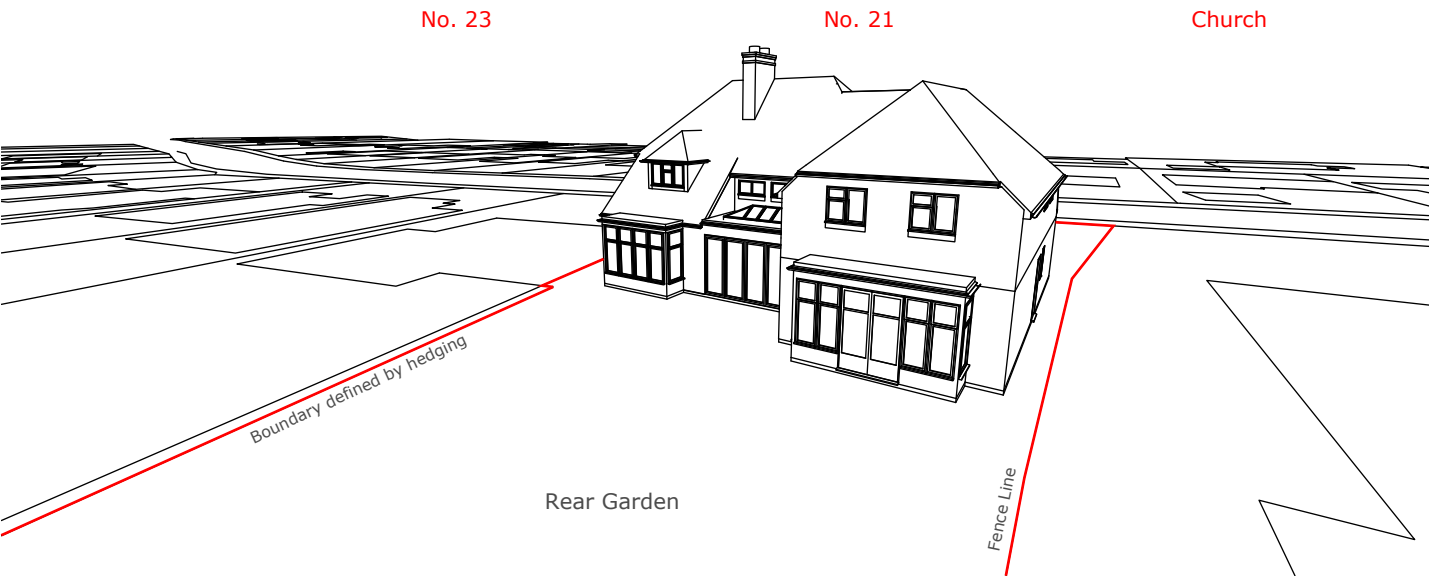 No. 23
No. 21
Church
Boundary defined by hedging
Rear Garden
Fence Line